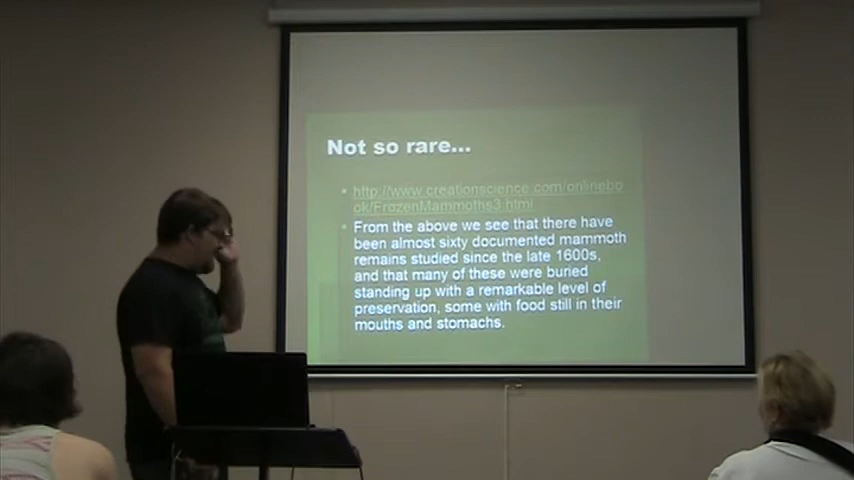 Not so rare...
http://www.creationscience.com/onlinebo
ok/FrozenMammoths3.html
From the above we see that there have
been almost sixty documented mammoth
remains studied since the late 1600s,
and that many of these were buried
standing up with a remarkable level of
preservation, some with food still in their
mouths and stomachs.